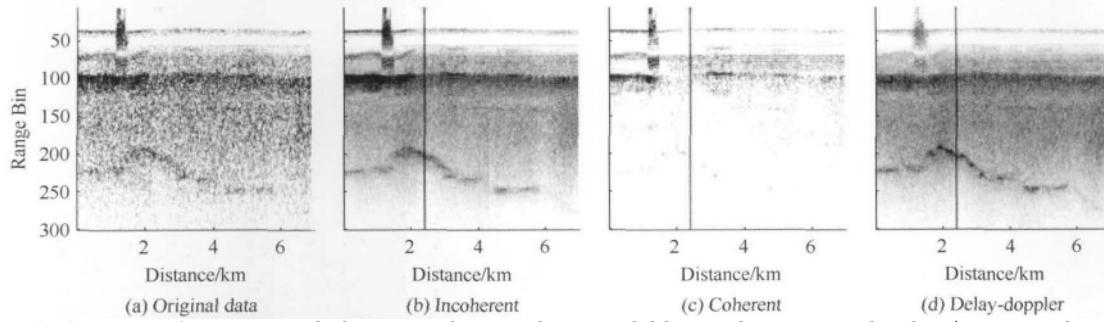 50
100
150
200
250
300
Range Bin
2 4 6
2 4 6
2 4 6
2 4 6
Distance/km
Distance/km
Distance/km
Distance/km
(a) Original data
(b) Incoherent
(c) Coherent
(d) Delay-doppler